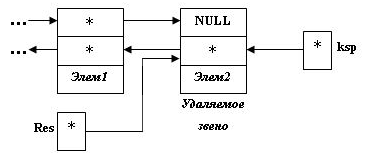 ... * NULL
... * * * ksp
Элем1 Элем2
Удаляемое
звено
Res *